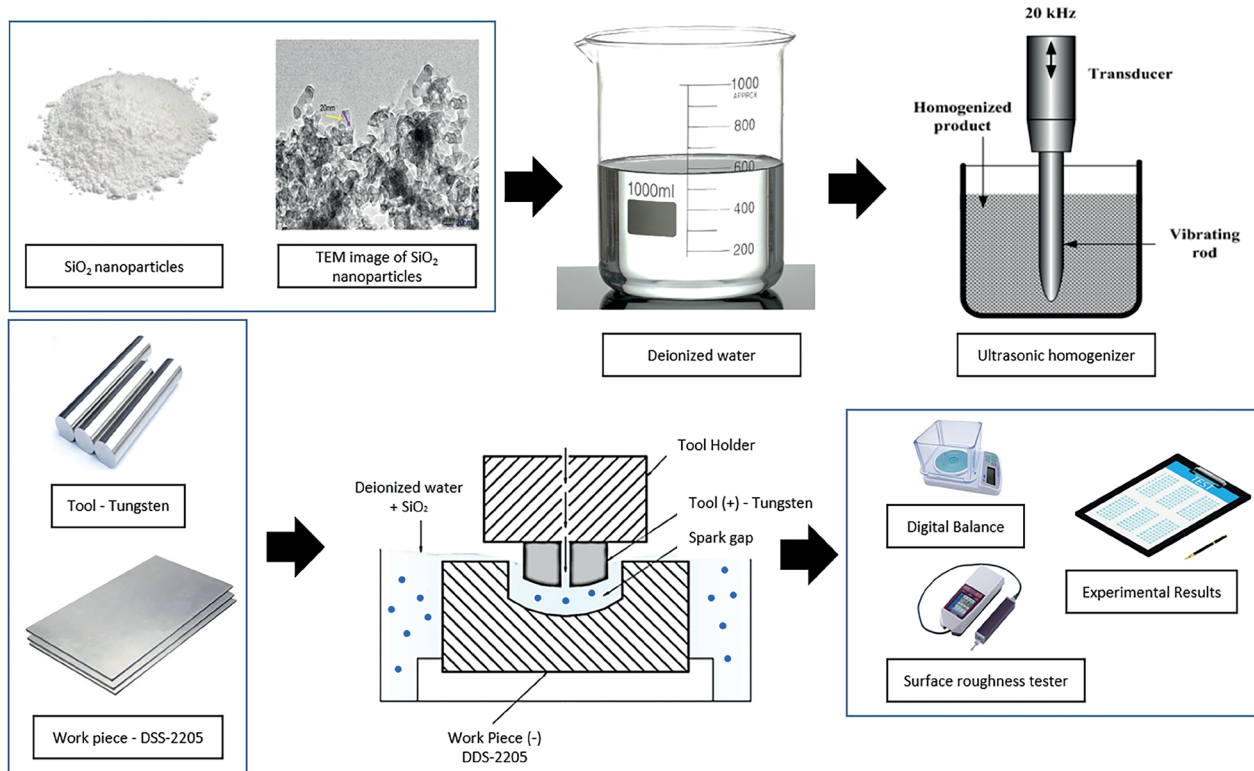 20nm
SiO₂ nanoparticles
TEM image of SiO₂
nanoparticles
1000
APPROX
800
600
400
200
1000ml
Deionized water
20 kHz
Transducer
Homogenized
product
Vibrating
rod
Ultrasonic homogenizer
Tool - Tungsten
Work piece - DSS-2205
Deionized water
+ SiO₂
Tool Holder
Tool (+) - Tungsten
Spark gap
Work Piece (-)
DDS-2205
Digital Balance
TEST
Experimental Results
Surface roughness tester